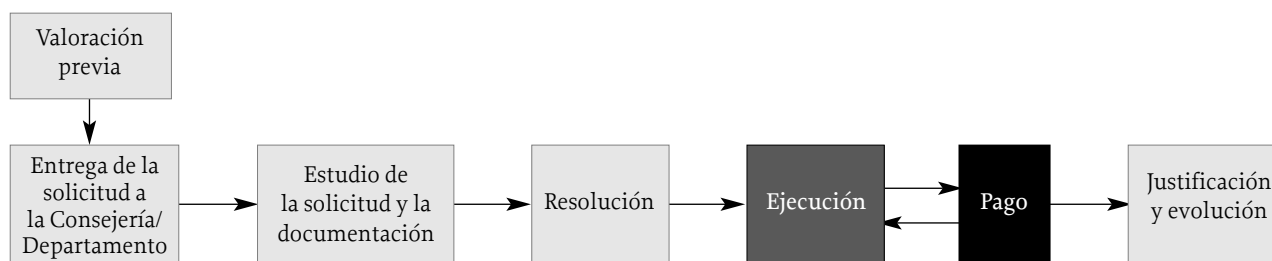 Valoración
previa
Entrega de la
solicitud a
la Consejería/
Departamento
Estudio de
la solicitud y la
documentación
Resolución
Ejecución
Pago
Justificación
y evolución